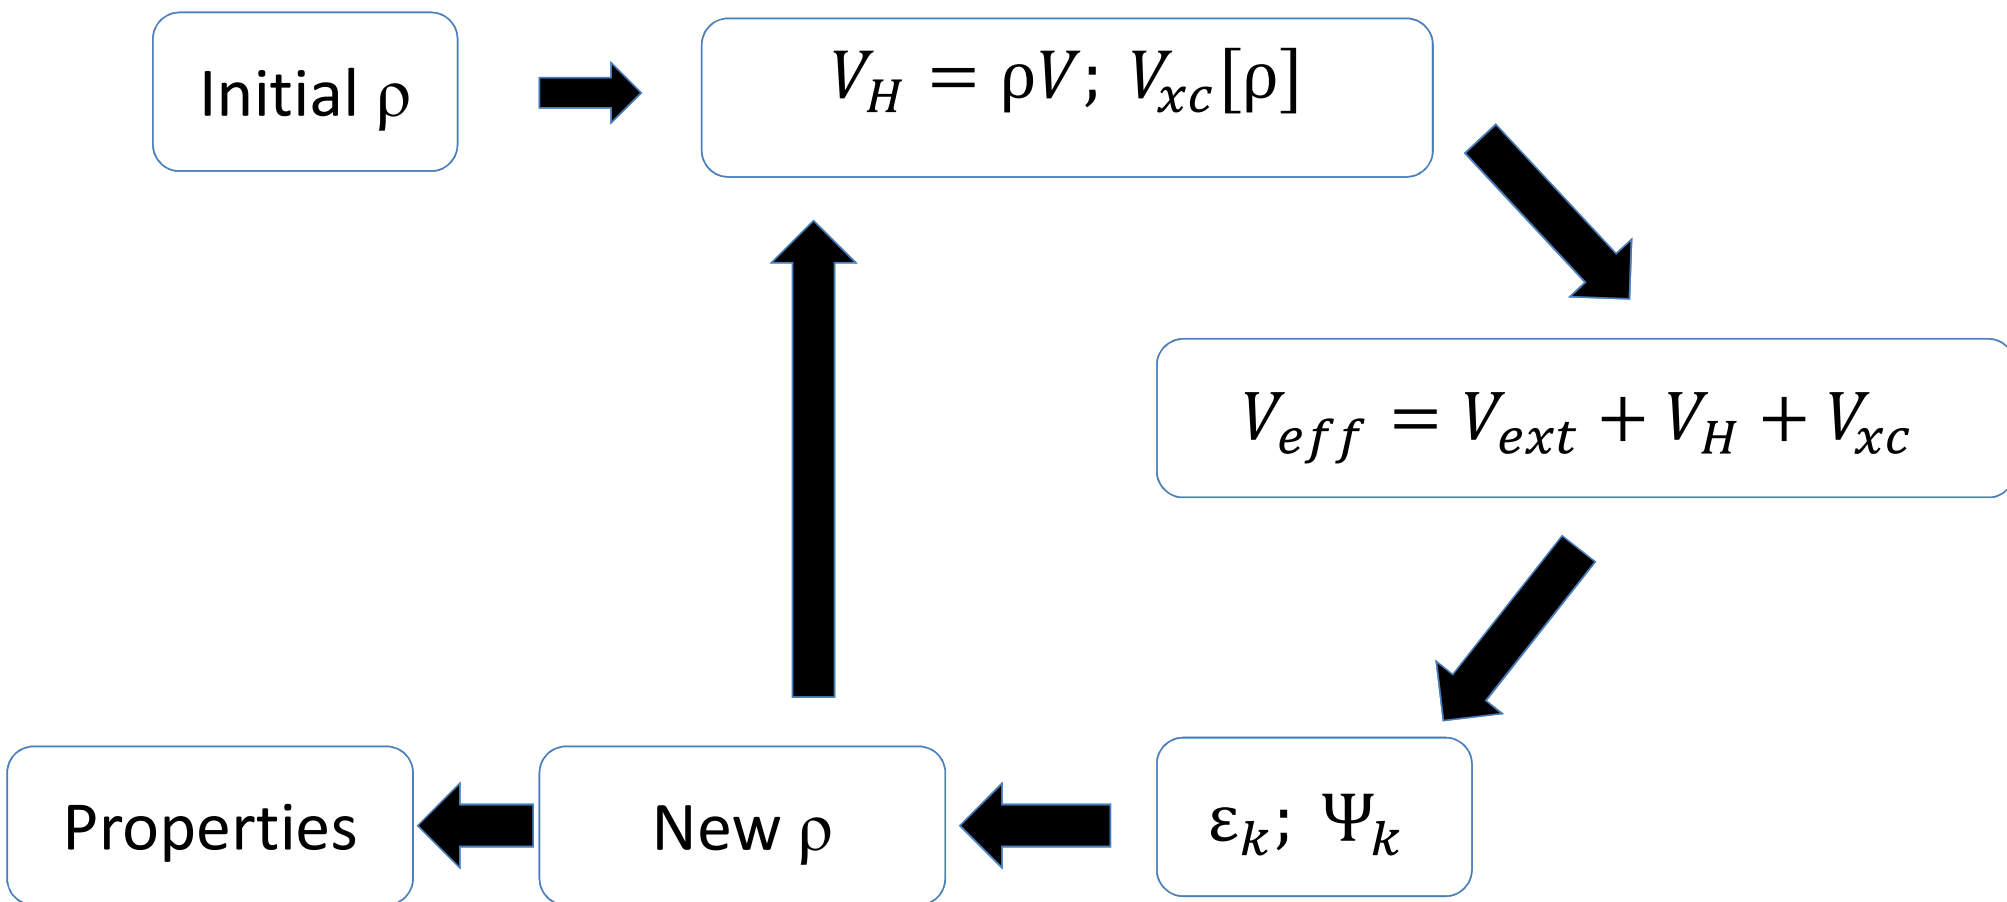 Initial ρ
V_H = ρV; V_xc[ρ]
V_eff = V_ext + V_H + V_xc
ε_k; Ψ_k
New ρ
Properties